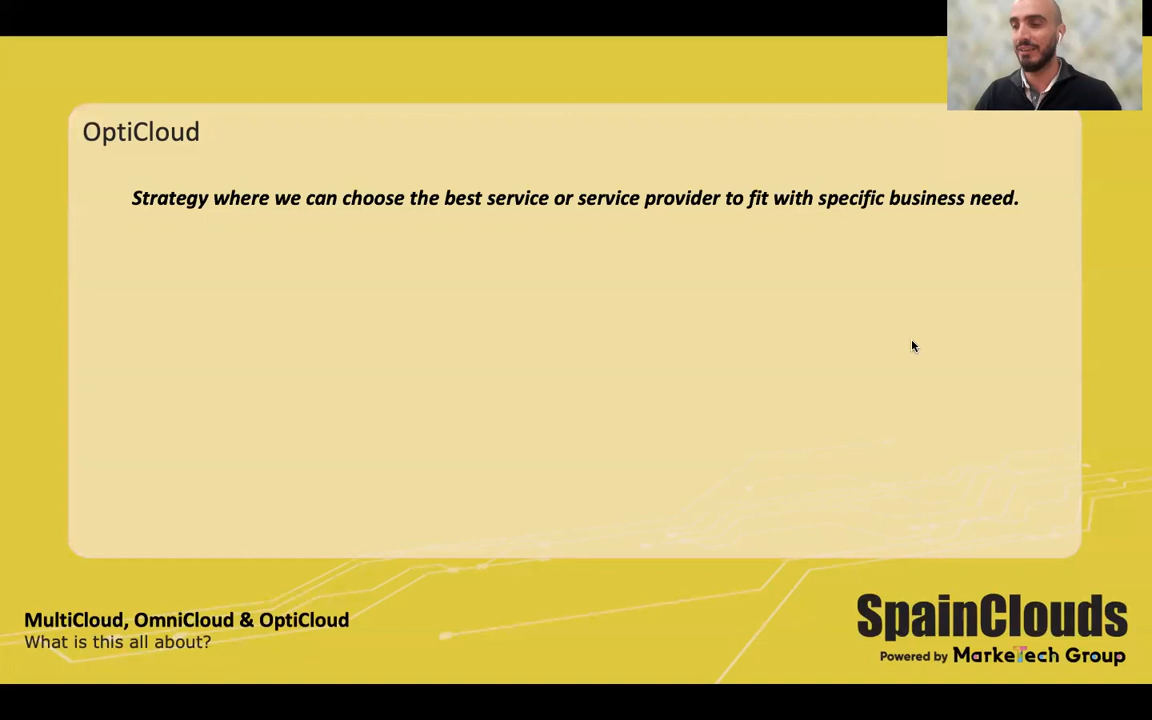 OptiCloud
Strategy where we can choose the best service or service provider to fit with specific business need.
MultiCloud, OmniCloud & OptiCloud
What is this all about?
SpainClouds
Powered by MarkeTech Group